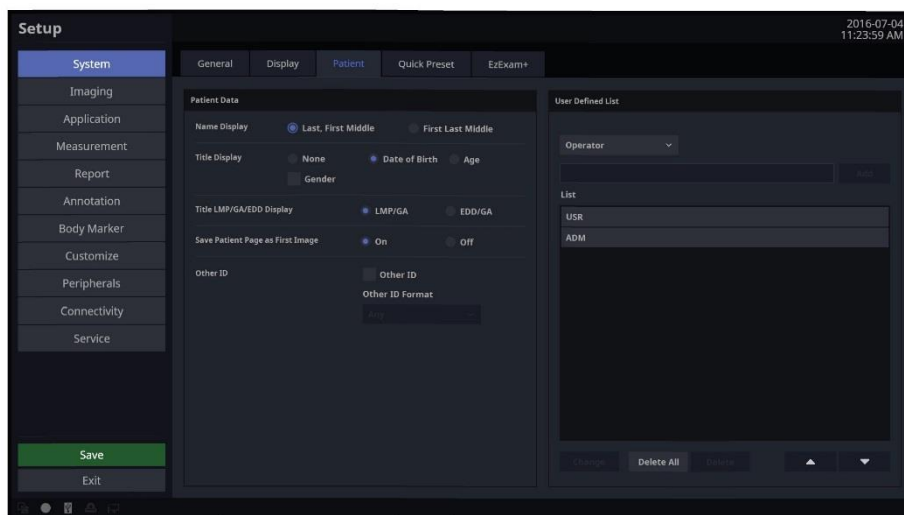 Setup
2016-07-04
11:23:59 AM
System
Imaging
Application
Measurement
Report
Annotation
Body Marker
Customize
Peripherals
Connectivity
Service
Save
Exit
General Display Patient Quick Preset EzExam+
Patient Data
Name Display Last, First Middle First Last Middle
Title Display None Date of Birth Age
Gender
Title LMP/GA/EDD Display LMP/GA EDD/GA
Save Patient Page as First Image On Off
Other ID Other ID
Other ID Format
Any
User Defined List
Operator
Add
List
USR
ADM
Change Delete All Delete